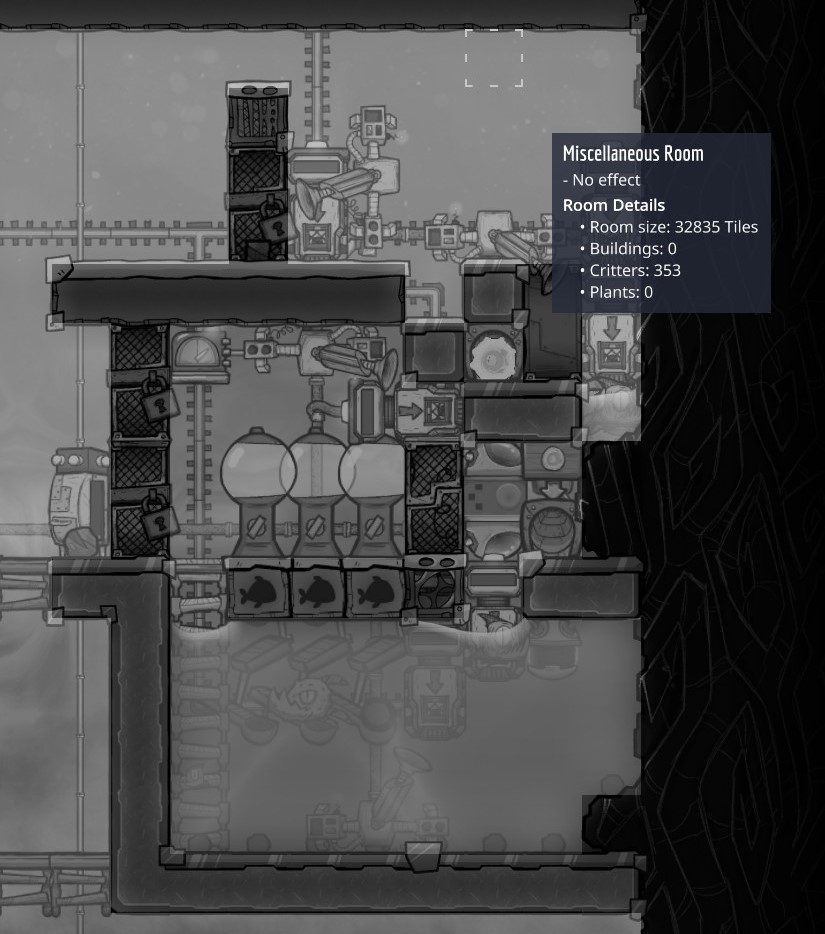 Miscellaneous Room
- No effect
Room Details
• Room size: 32835 Tiles
• Buildings: 0
• Critters: 353
• Plants: 0
?
?
?